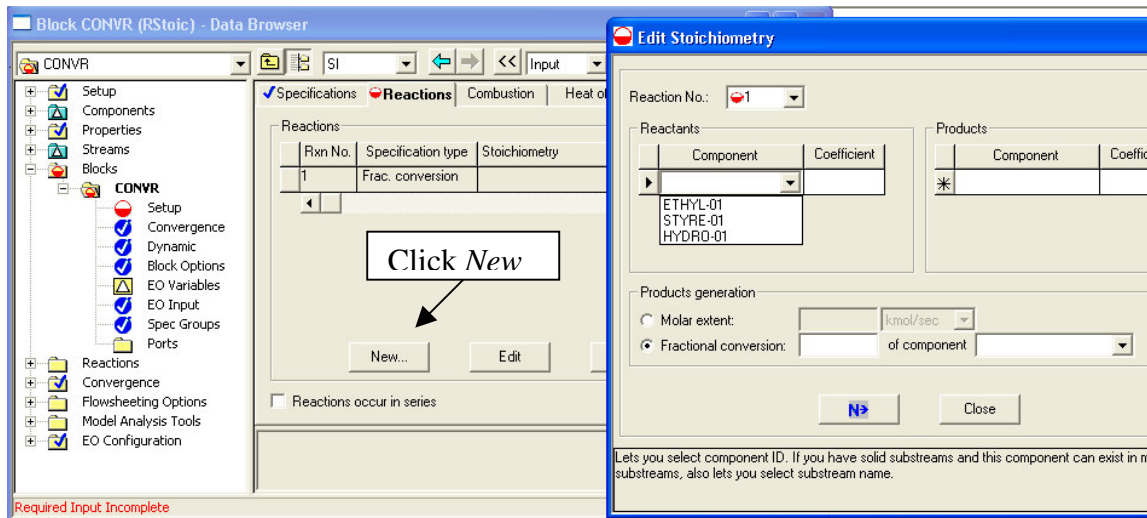 Block CONVR (RStoic) - Data Browser
CONVR
SI
<< Input
Setup
Components
Properties
Streams
Blocks
CONVR
Setup
Convergence
Dynamic
Block Options
EO Variables
EO Input
Spec Groups
Ports
Reactions
Convergence
Flowsheeting Options
Model Analysis Tools
EO Configuration
Specifications Reactions Combustion Heat of
Reactions
Rxn No. Specification type Stoichiometry
1 Frac. conversion
Click New
New... Edit
Reactions occur in series
Required Input Incomplete
Edit Stoichiometry
Reaction No.: 1
Reactants
Component Coefficient
ETHYL-01
STYRE-01
HYDRO-01
Products
Component Coeffic
Products generation
Molar extent: kmol/sec
Fractional conversion: of component
N> Close
Lets you select component ID. If you have solid substreams and this component can exist in m
substreams, also lets you select substream name.